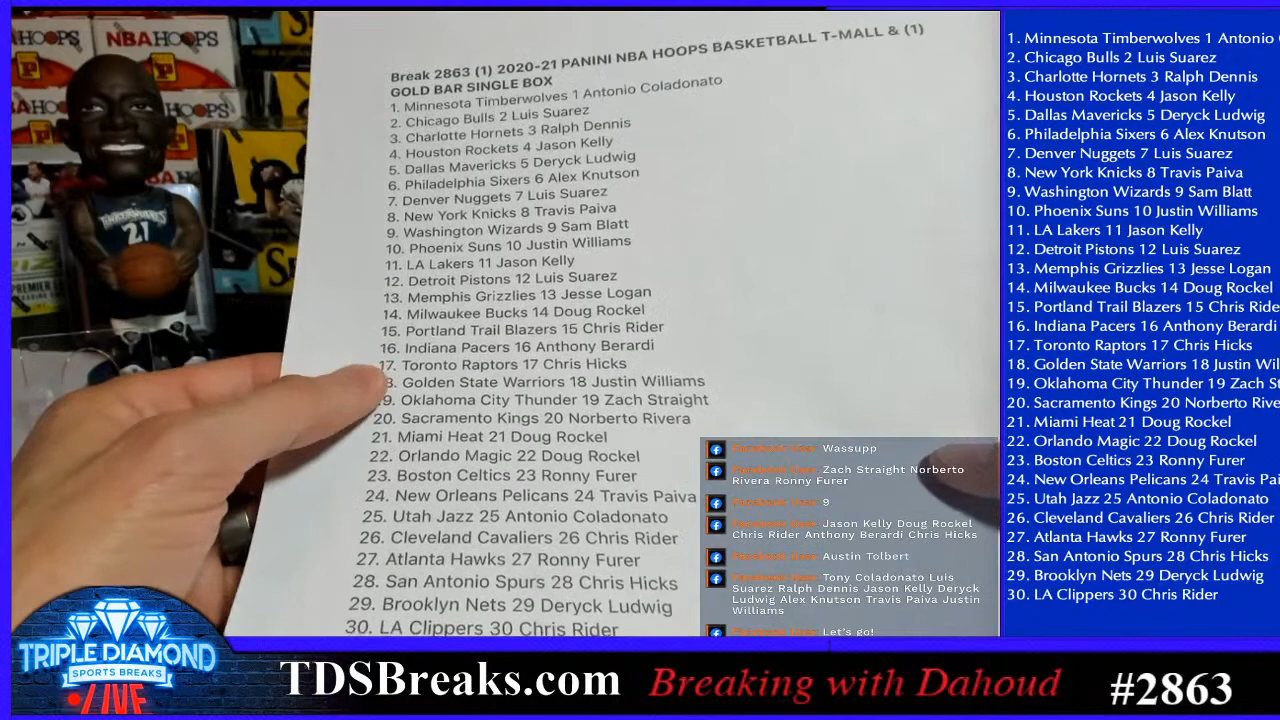 HOOPS
NBAHOOPS
NBA
21
Break 2863 (1) 2020-21 PANINI NBA HOOPS BASKETBALL T-MALL & (1)
GOLD BAR SINGLE BOX
1. Minnesota Timberwolves 1 Antonio Coladonato
2. Chicago Bulls 2 Luis Suarez
3. Charlotte Hornets 3 Ralph Dennis
4. Houston Rockets 4 Jason Kelly
5. Dallas Mavericks 5 Deryck Ludwig
6. Philadelphia Sixers 6 Alex Knutson
7. Denver Nuggets 7 Luis Suarez
8. New York Knicks 8 Travis Paiva
9. Washington Wizards 9 Sam Blatt
10. Phoenix Suns 10 Justin Williams
11. LA Lakers 11 Jason Kelly
12. Detroit Pistons 12 Luis Suarez
13. Memphis Grizzlies 13 Jesse Logan
14. Milwaukee Bucks 14 Doug Rockel
15. Portland Trail Blazers 15 Chris Rider
16. Indiana Pacers 16 Anthony Berardi
17. Toronto Raptors 17 Chris Hicks
8. Golden State Warriors 18 Justin Williams
9. Oklahoma City Thunder 19 Zach Straight
20. Sacramento Kings 20 Norberto Rivera
21. Miami Heat 21 Doug Rockel
22. Orlando Magic 22 Doug Rockel
23. Boston Celtics 23 Ronny Furer
24. New Orleans Pelicans 24 Travis Paiva
25. Utah Jazz 25 Antonio Coladonato
26. Cleveland Cavaliers 26 Chris Rider
27. Atlanta Hawks 27 Ronny Furer
28. San Antonio Spurs 28 Chris Hicks
29. Brooklyn Nets 29 Deryck Ludwig
30. LA Clippers 30 Chris Rider
Facebook User Wassupp
Facebook User Zach Straight Norberto
Rivera Ronny Furer
Facebook User 9
Facebook User Jason Kelly Doug Rockel
Chris Rider Anthony Berardi Chris Hicks
Facebook User Austin Tolbert
Facebook User Tony Coladonato Luis
Suarez Ralph Dennis Jason Kelly Deryck
Ludwig Alex Knutson Travis Paiva Justin
Williams
Facebook User Let's go!
1. Minnesota Timberwolves 1 Antonio
2. Chicago Bulls 2 Luis Suarez
3. Charlotte Hornets 3 Ralph Dennis
4. Houston Rockets 4 Jason Kelly
5. Dallas Mavericks 5 Deryck Ludwig
6. Philadelphia Sixers 6 Alex Knutson
7. Denver Nuggets 7 Luis Suarez
8. New York Knicks 8 Travis Paiva
9. Washington Wizards 9 Sam Blatt
10. Phoenix Suns 10 Justin Williams
11. LA Lakers 11 Jason Kelly
12. Detroit Pistons 12 Luis Suarez
13. Memphis Grizzlies 13 Jesse Logan
14. Milwaukee Bucks 14 Doug Rockel
15. Portland Trail Blazers 15 Chris Ride
16. Indiana Pacers 16 Anthony Berardi
17. Toronto Raptors 17 Chris Hicks
18. Golden State Warriors 18 Justin Wil
19. Oklahoma City Thunder 19 Zach St
20. Sacramento Kings 20 Norberto Rive
21. Miami Heat 21 Doug Rockel
22. Orlando Magic 22 Doug Rockel
23. Boston Celtics 23 Ronny Furer
24. New Orleans Pelicans 24 Travis Pai
25. Utah Jazz 25 Antonio Coladonato
26. Cleveland Cavaliers 26 Chris Rider
27. Atlanta Hawks 27 Ronny Furer
28. San Antonio Spurs 28 Chris Hicks
29. Brooklyn Nets 29 Deryck Ludwig
30. LA Clippers 30 Chris Rider
TRIPLE DIAMOND
SPORTS BREAKS
LIVE
TDSBreaks.com
Breaking with Dahoud
#2863